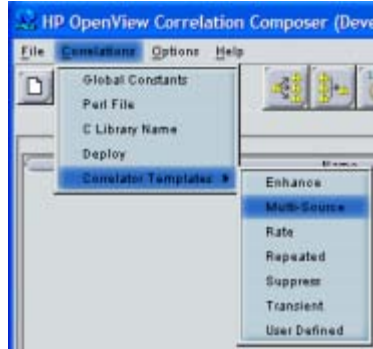 HP OpenView Correlation Composer (Deve
File Correlations Options Help
Global Constants
Perl File
C Library Name
Deploy
Correlator Templates
Name
Enhance
Multi-Source
Rate
Repeated
Suppress
Transient
User Defined